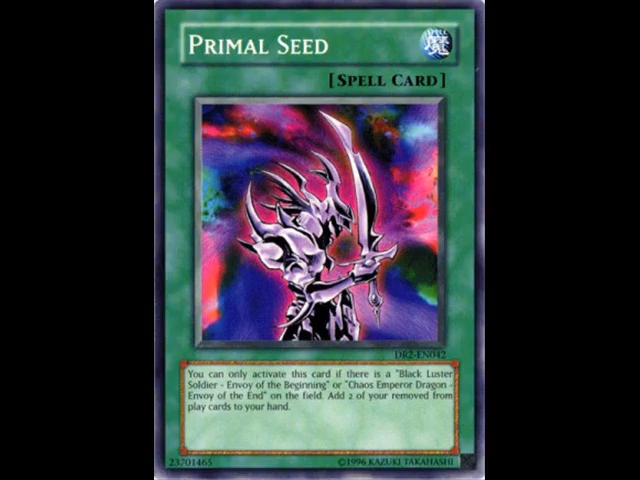 PRIMAL SEED
SPELL
魔
[SPELL CARD]
DR2-EN042
You can only activate this card if there is a "Black Luster
Soldier - Envoy of the Beginning" or "Chaos Emperor Dragon -
Envoy of the End" on the field. Add 2 of your removed from
play cards to your hand.
23701465
©1996 KAZUKI TAKAHASHI